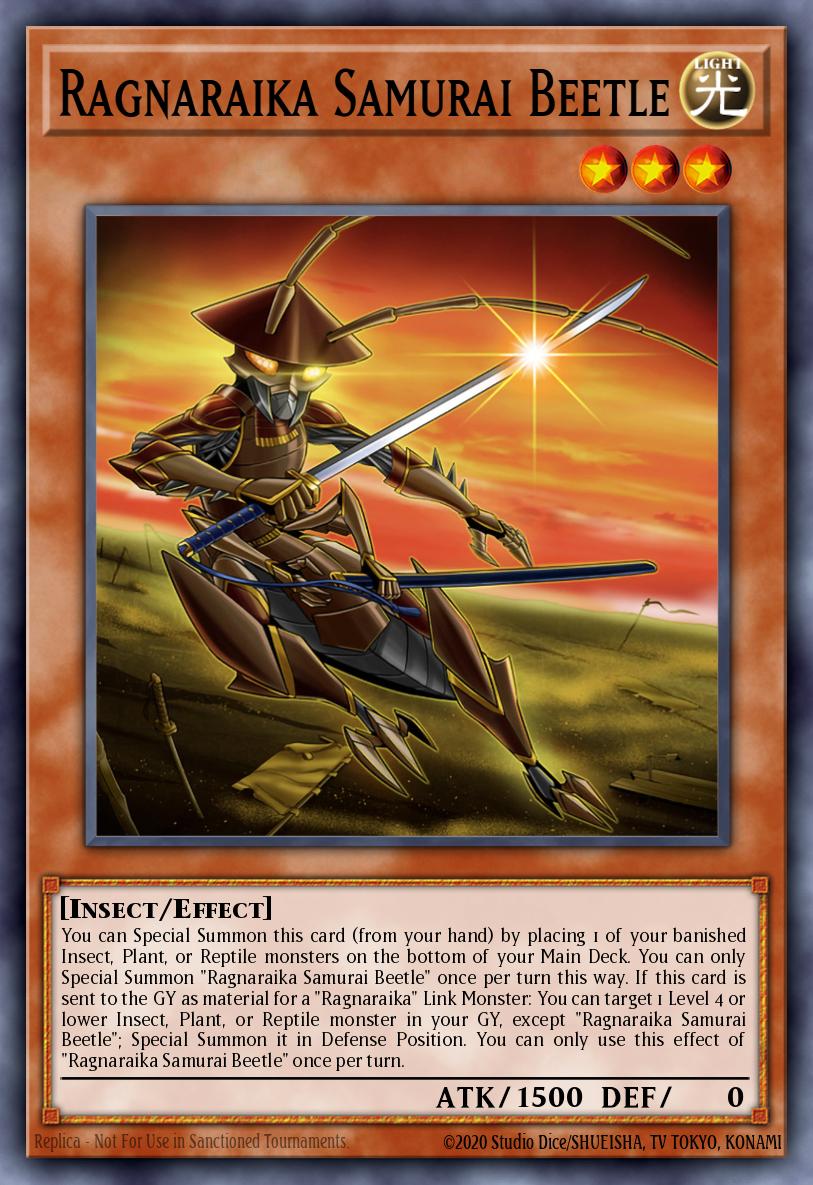 Ragnaraika Samurai Beetle
LIGHT
光
[Insect/Effect]
You can Special Summon this card (from your hand) by placing 1 of your banished
Insect, Plant, or Reptile monsters on the bottom of your Main Deck. You can only
Special Summon "Ragnaraika Samurai Beetle" once per turn this way. If this card is
sent to the GY as material for a "Ragnaraika" Link Monster: You can target 1 Level 4 or
lower Insect, Plant, or Reptile monster in your GY, except "Ragnaraika Samurai
Beetle"; Special Summon it in Defense Position. You can only use this effect of
"Ragnaraika Samurai Beetle" once per turn.
ATK/1500 DEF/ 0
Replica - Not For Use in Sanctioned Tournaments. ©2020 Studio Dice/SHUEISHA, TV TOKYO, KONAMI